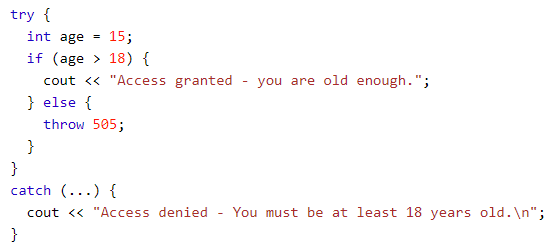 try {
  int age = 15;
  if (age > 18) {
    cout << "Access granted - you are old enough.";
  } else {
    throw 505;
  }
}
catch (...) {
  cout << "Access denied - You must be at least 18 years old.\n";
}